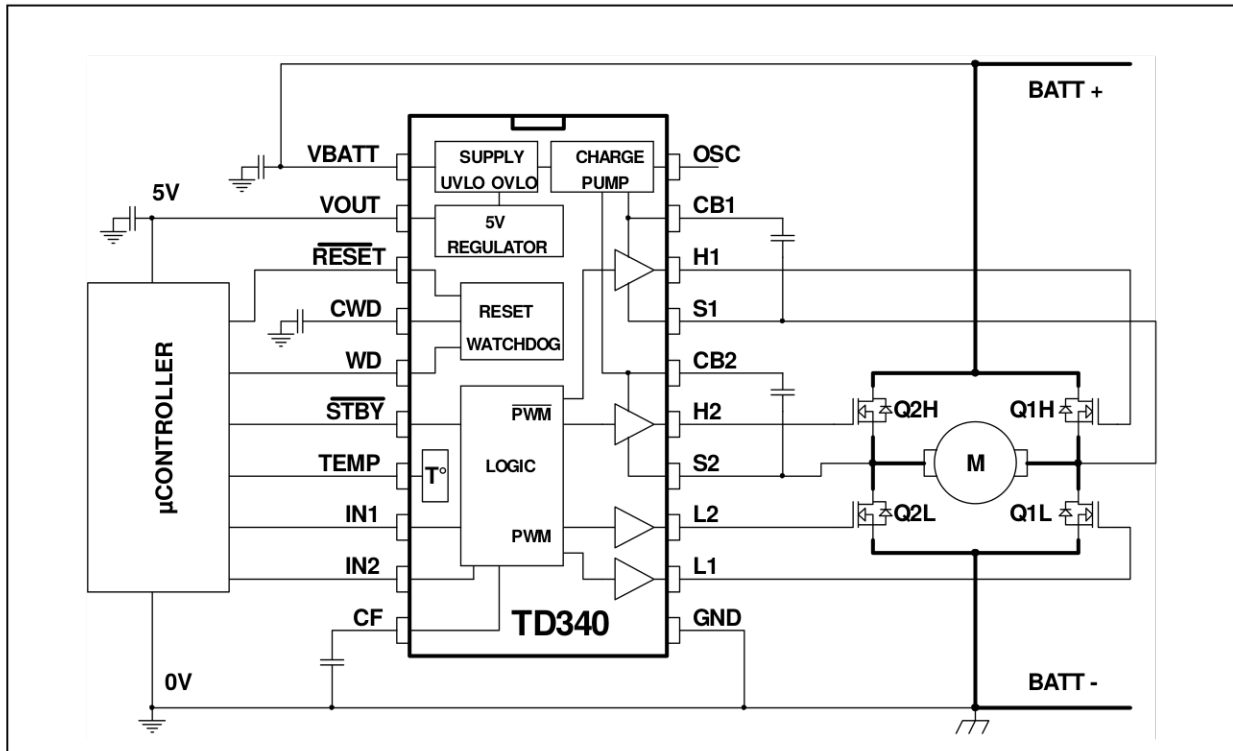 BATT +
VBATT
SUPPLY
UVLO OVLO
CHARGE
PUMP
OSC
5V
VOUT
5V
REGULATOR
CB1
RESET
H1
CWD
RESET
WATCHDOG
S1
WD
CB2
µCONTROLLER
STBY
PWM
H2
Q2H
Q1H
TEMP
T°
LOGIC
S2
M
IN1
PWM
L2
Q2L
Q1L
IN2
L1
CF
TD340
GND
0V
BATT -